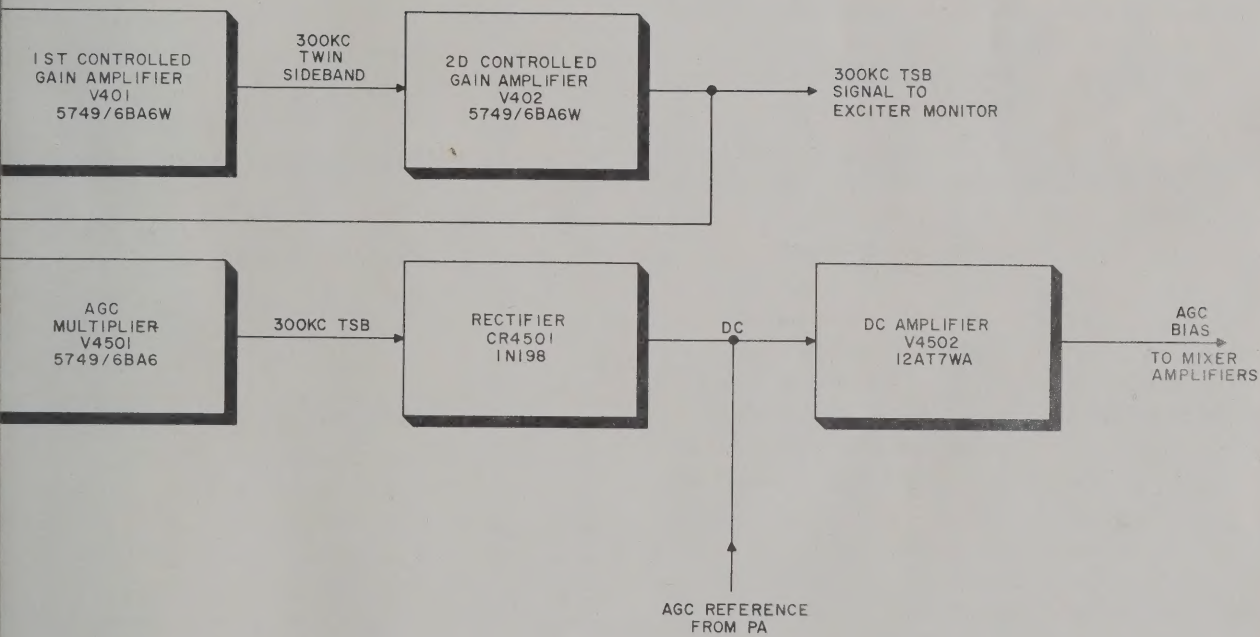 1ST CONTROLLED
GAIN AMPLIFIER
V401
5749/6BA6W
300KC
TWIN
SIDEBAND
2D CONTROLLED
GAIN AMPLIFIER
V402
5749/6BA6W
300KC TSB
SIGNAL TO
EXCITER MONITOR
AGC
MULTIPLIER
V4501
5749/6BA6
300KC TSB
RECTIFIER
CR4501
1N198
DC
DC AMPLIFIER
V4502
12AT7WA
AGC
BIAS
TO MIXER
AMPLIFIERS
AGC REFERENCE
FROM PA